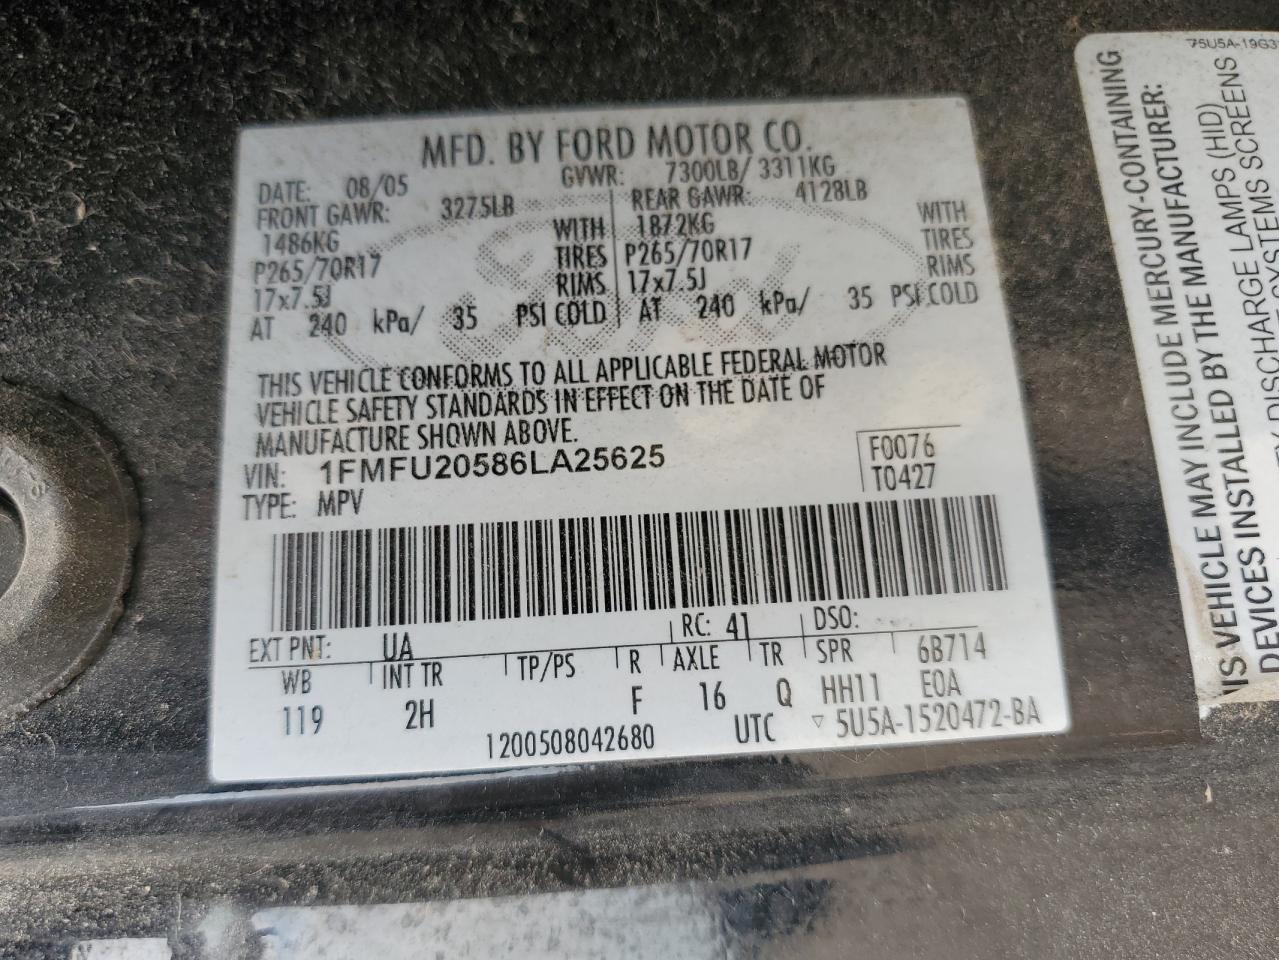 MFD. BY FORD MOTOR CO.
DATE: 08/05 GVWR: 7300LB/ 3311KG
FRONT GAWR: 3275LB REAR GAWR: 4128LB
1486KG WITH 1872KG WITH
P265/70R17 TIRES P265/70R17 TIRES
17x7.5J RIMS 17x7.5J RIMS
AT 240 kPa/ 35 PSI COLD AT 240 kPa/ 35 PSI COLD
THIS VEHICLE CONFORMS TO ALL APPLICABLE FEDERAL MOTOR
VEHICLE SAFETY STANDARDS IN EFFECT ON THE DATE OF
MANUFACTURE SHOWN ABOVE.
VIN: 1FMFU20586LA25625 F0076
TYPE: MPV T0427
EXT PNT: UA RC: 41 DSO:
WB INT TR TP/PS R AXLE TR SPR 6B714
119 2H F 16 Q HH11 E0A
1200508042680 UTC ▽ 5U5A-1520472-BA
75U5A-19G3
VEHICLE MAY INCLUDE MERCURY-CONTAINING
DEVICES INSTALLED BY THE MANUFACTURER:
DISCHARGE LAMPS (HID)
SYSTEMS SCREENS